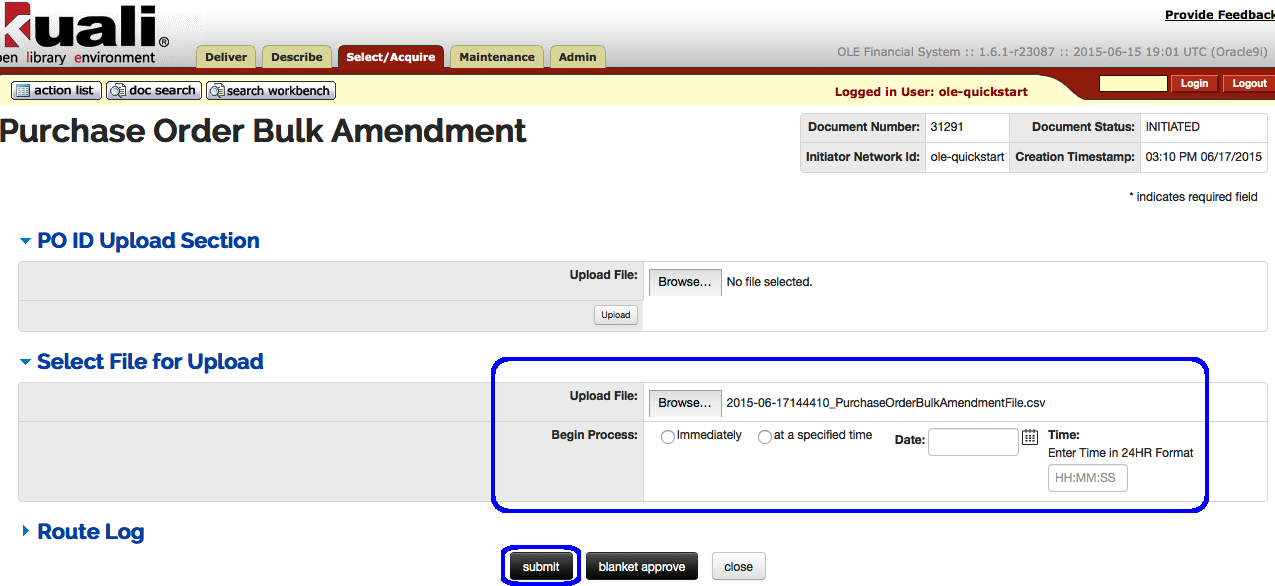 Provide Feedback
Kuali®
pen library environment
Deliver Describe Select/Acquire Maintenance Admin
OLE Financial System :: 1.6.1-r23087 :: 2015-06-15 19:01 UTC (Oracle9i)
action list doc search search workbench
Logged in User: ole-quickstart
Login Logout
Purchase Order Bulk Amendment
Document Number: 31291 Document Status: INITIATED
Initiator Network Id: ole-quickstart Creation Timestamp: 03:10 PM 06/17/2015
* indicates required field
PO ID Upload Section
Upload File: Browse... No file selected.
Upload
Select File for Upload
Upload File: Browse... 2015-06-17144410_PurchaseOrderBulkAmendmentFile.csv
Begin Process: Immediately at a specified time Date: Time:
Enter Time in 24HR Format
HH:MM:SS
Route Log
submit blanket approve close